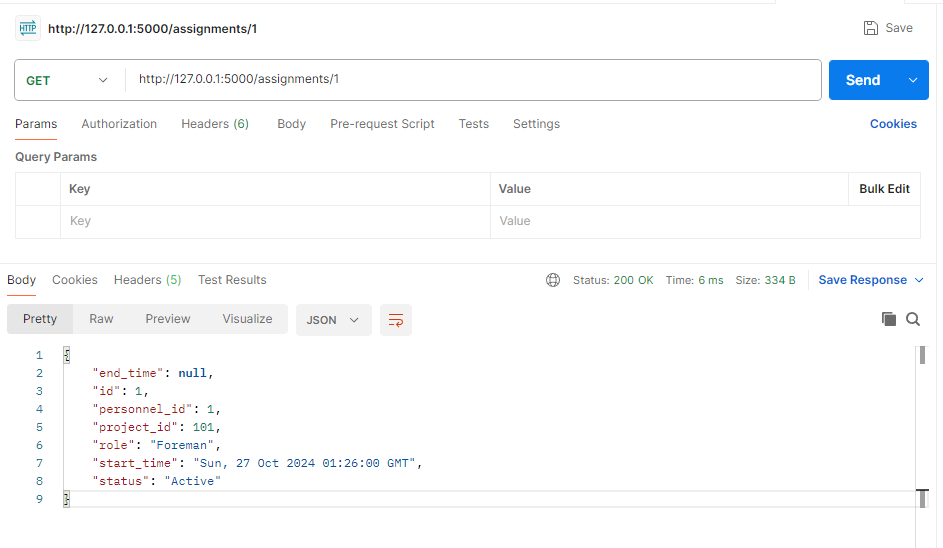 HTTP http://127.0.0.1:5000/assignments/1 Save
GET http://127.0.0.1:5000/assignments/1 Send
Params Authorization Headers (6) Body Pre-request Script Tests Settings Cookies
Query Params
Key Value Bulk Edit
Key Value
Body Cookies Headers (5) Test Results Status: 200 OK Time: 6 ms Size: 334 B Save Response
Pretty Raw Preview Visualize JSON
1 {
2 "end_time": null,
3 "id": 1,
4 "personnel_id": 1,
5 "project_id": 101,
6 "role": "Foreman",
7 "start_time": "Sun, 27 Oct 2024 01:26:00 GMT",
8 "status": "Active"
9 }